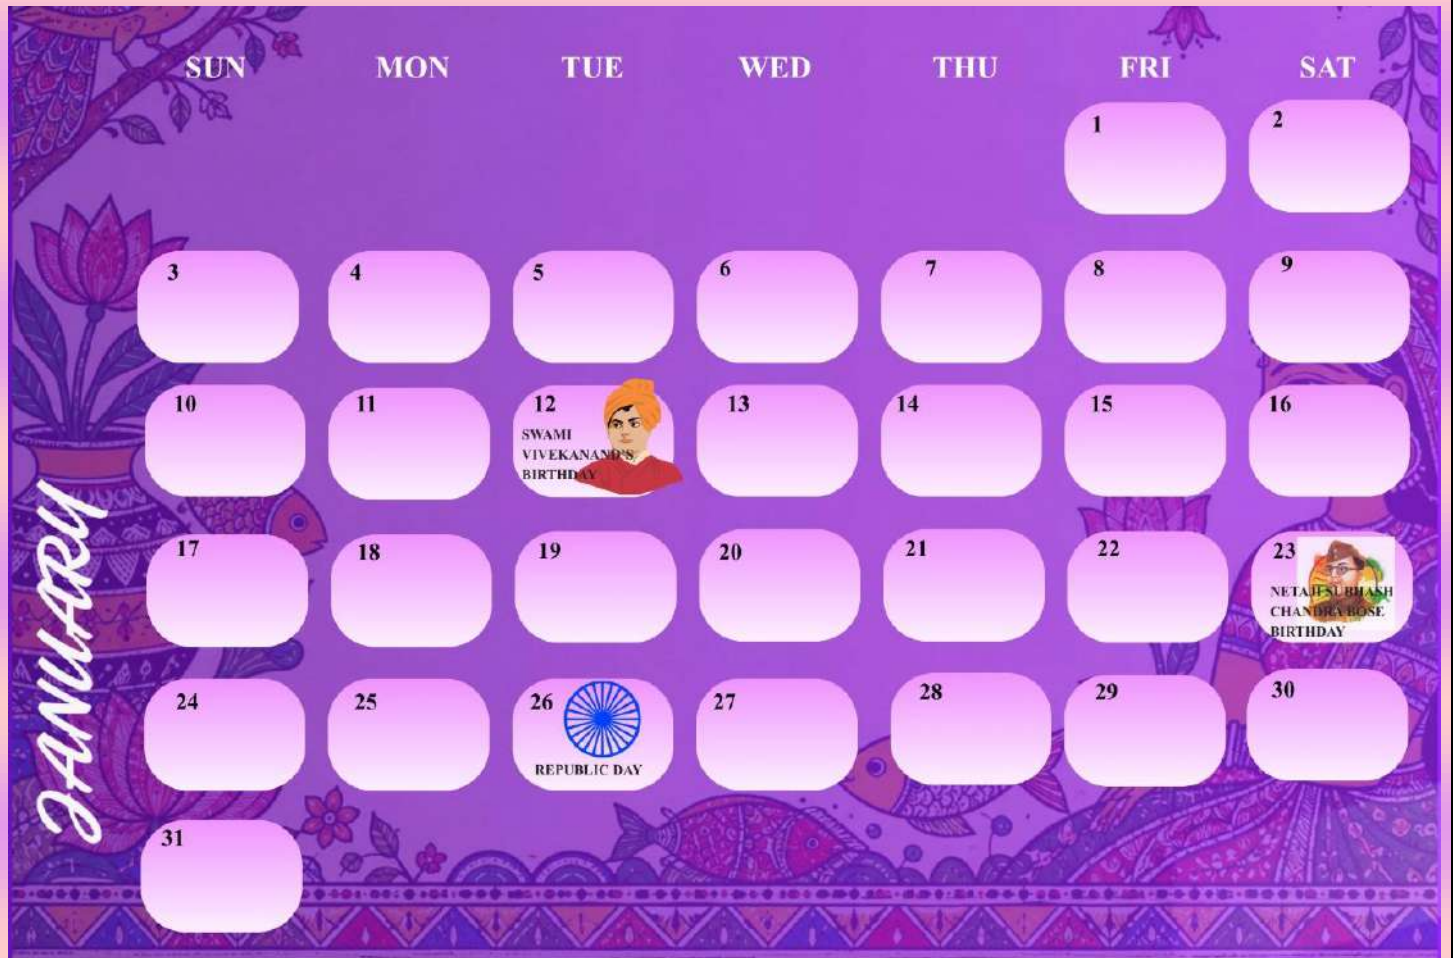 SUN MON TUE WED THU FRI SAT
1 2
3 4 5 6 7 8 9
10 11 12 13 14 15 16
SWAMI
VIVEKANAND'S
BIRTHDAY
17 18 19 20 21 22 23
NETAJI SUBHASH
CHANDRA BOSE
BIRTHDAY
24 25 26 27 28 29 30
REPUBLIC DAY
31
JANUARY